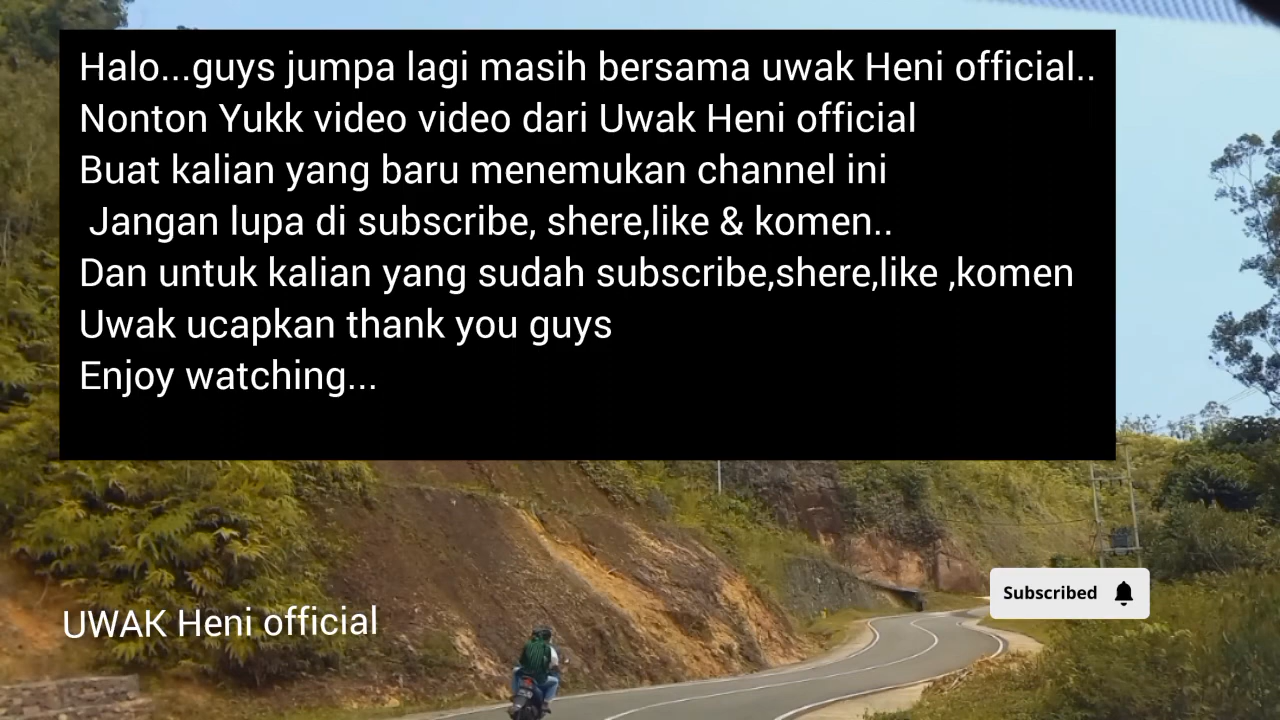 Halo...guys jumpa lagi masih bersama uwak Heni official..
Nonton Yukk video video dari Uwak Heni official
Buat kalian yang baru menemukan channel ini
Jangan lupa di subscribe, shere,like & komen..
Dan untuk kalian yang sudah subscribe,shere,like ,komen
Uwak ucapkan thank you guys
Enjoy watching...
Subscribed
UWAK Heni official